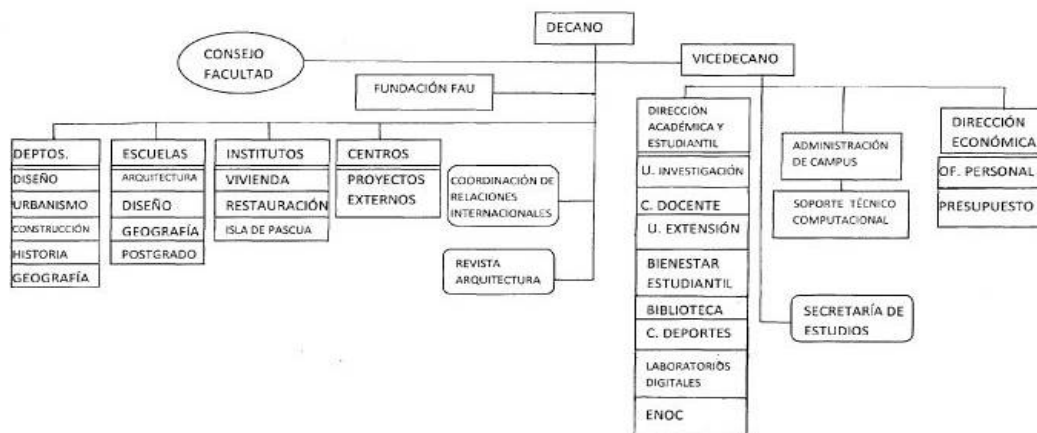 DECANO
CONSEJO
FACULTAD
VICEDECANO
FUNDACIÓN FAU
DEPTOS.
DISEÑO
URBANISMO
CONSTRUCCIÓN
HISTORIA
GEOGRAFÍA
ESCUELAS
ARQUITECTURA
DISEÑO
GEOGRAFÍA
POSTGRADO
INSTITUTOS
VIVIENDA
RESTAURACIÓN
ISLA DE PASCUA
CENTROS
PROYECTOS
EXTERNOS
COORDINACIÓN DE
RELACIONES
INTERNACIONALES
REVISTA
ARQUITECTURA
DIRECCIÓN
ACADÉMICA Y
ESTUDIANTIL
U. INVESTIGACIÓN
C. DOCENTE
U. EXTENSIÓN
BIENESTAR
ESTUDIANTIL
BIBLIOTECA
C. DEPORTES
LABORATORIOS
DIGITALES
ENOC
ADMINISTRACIÓN
DE CAMPUS
SOPORTE TÉCNICO
COMPUTACIONAL
DIRECCIÓN
ECONÓMICA
OF. PERSONAL
PRESUPUESTO
SECRETARÍA DE
ESTUDIOS